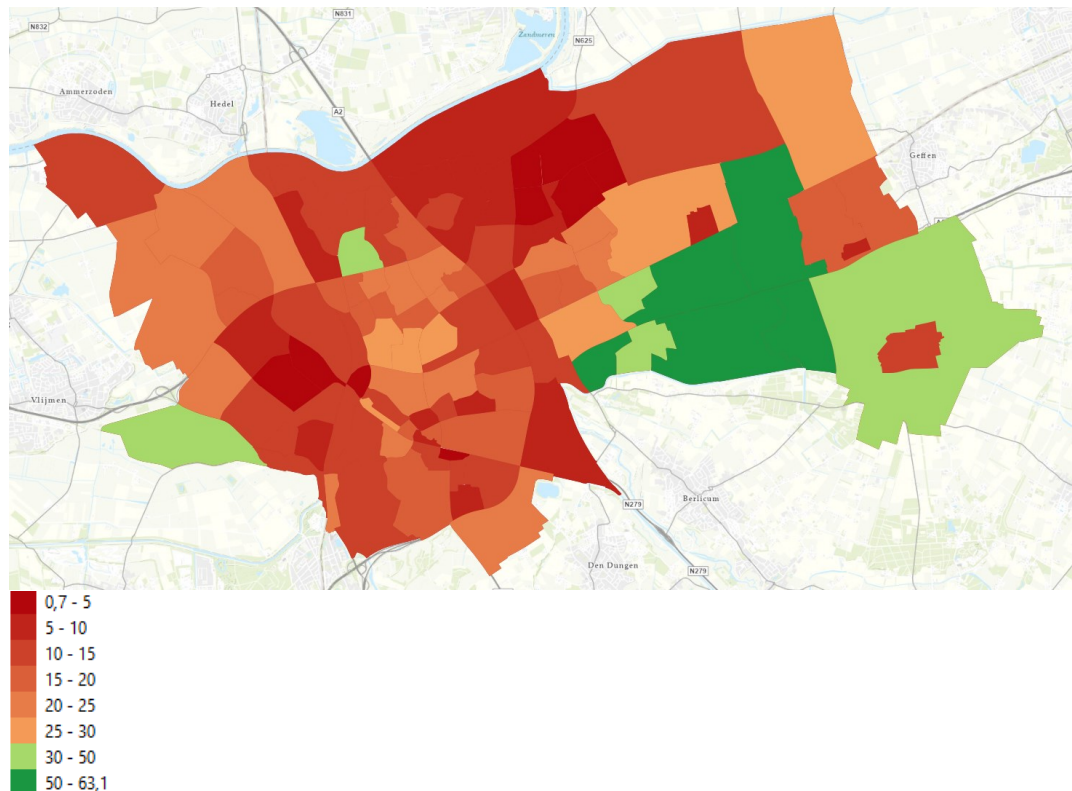 N832
N831
Zandmeren
N625
Ammerzoden
Hedel
A2
Geffen
Vlijmen
N279
Berlicum
Den Dungen
N279
0,7 - 5
5 - 10
10 - 15
15 - 20
20 - 25
25 - 30
30 - 50
50 - 63,1